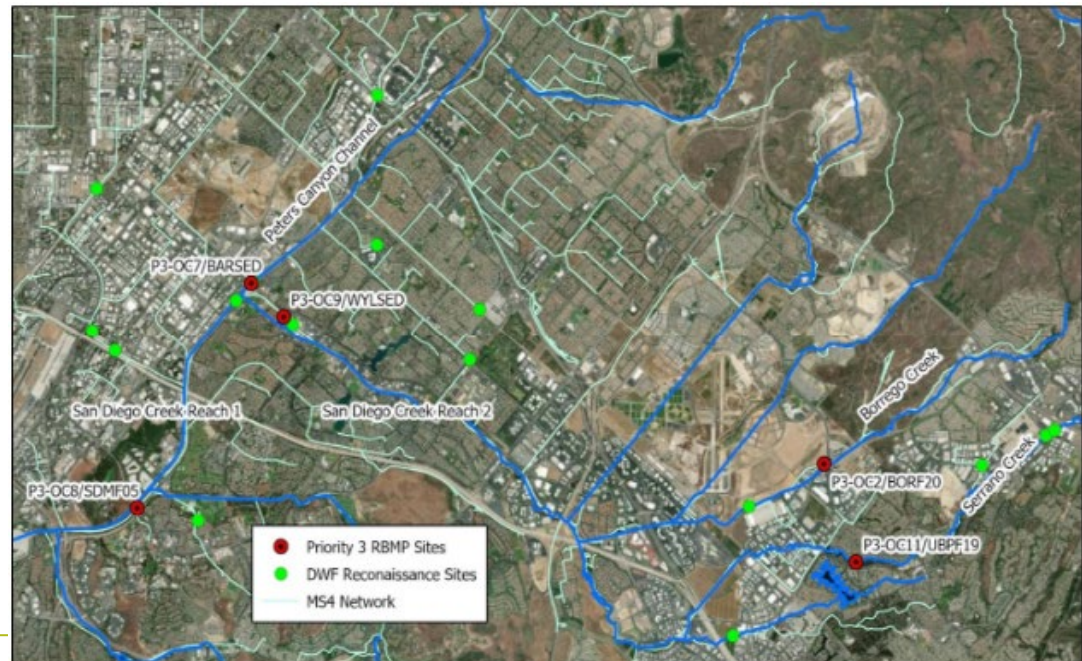 Peters Canyon Channel
P3-OC7/BARSED
P3-OC9/WYLSED
San Diego Creek Reach 1
San Diego Creek Reach 2
Borrego Creek
P3-OC2/BORF20
Serrano Creek
P3-OC8/SDMF05
P3-OC11/UBPF19
Priority 3 RBMP Sites
DWF Reconaissance Sites
MS4 Network